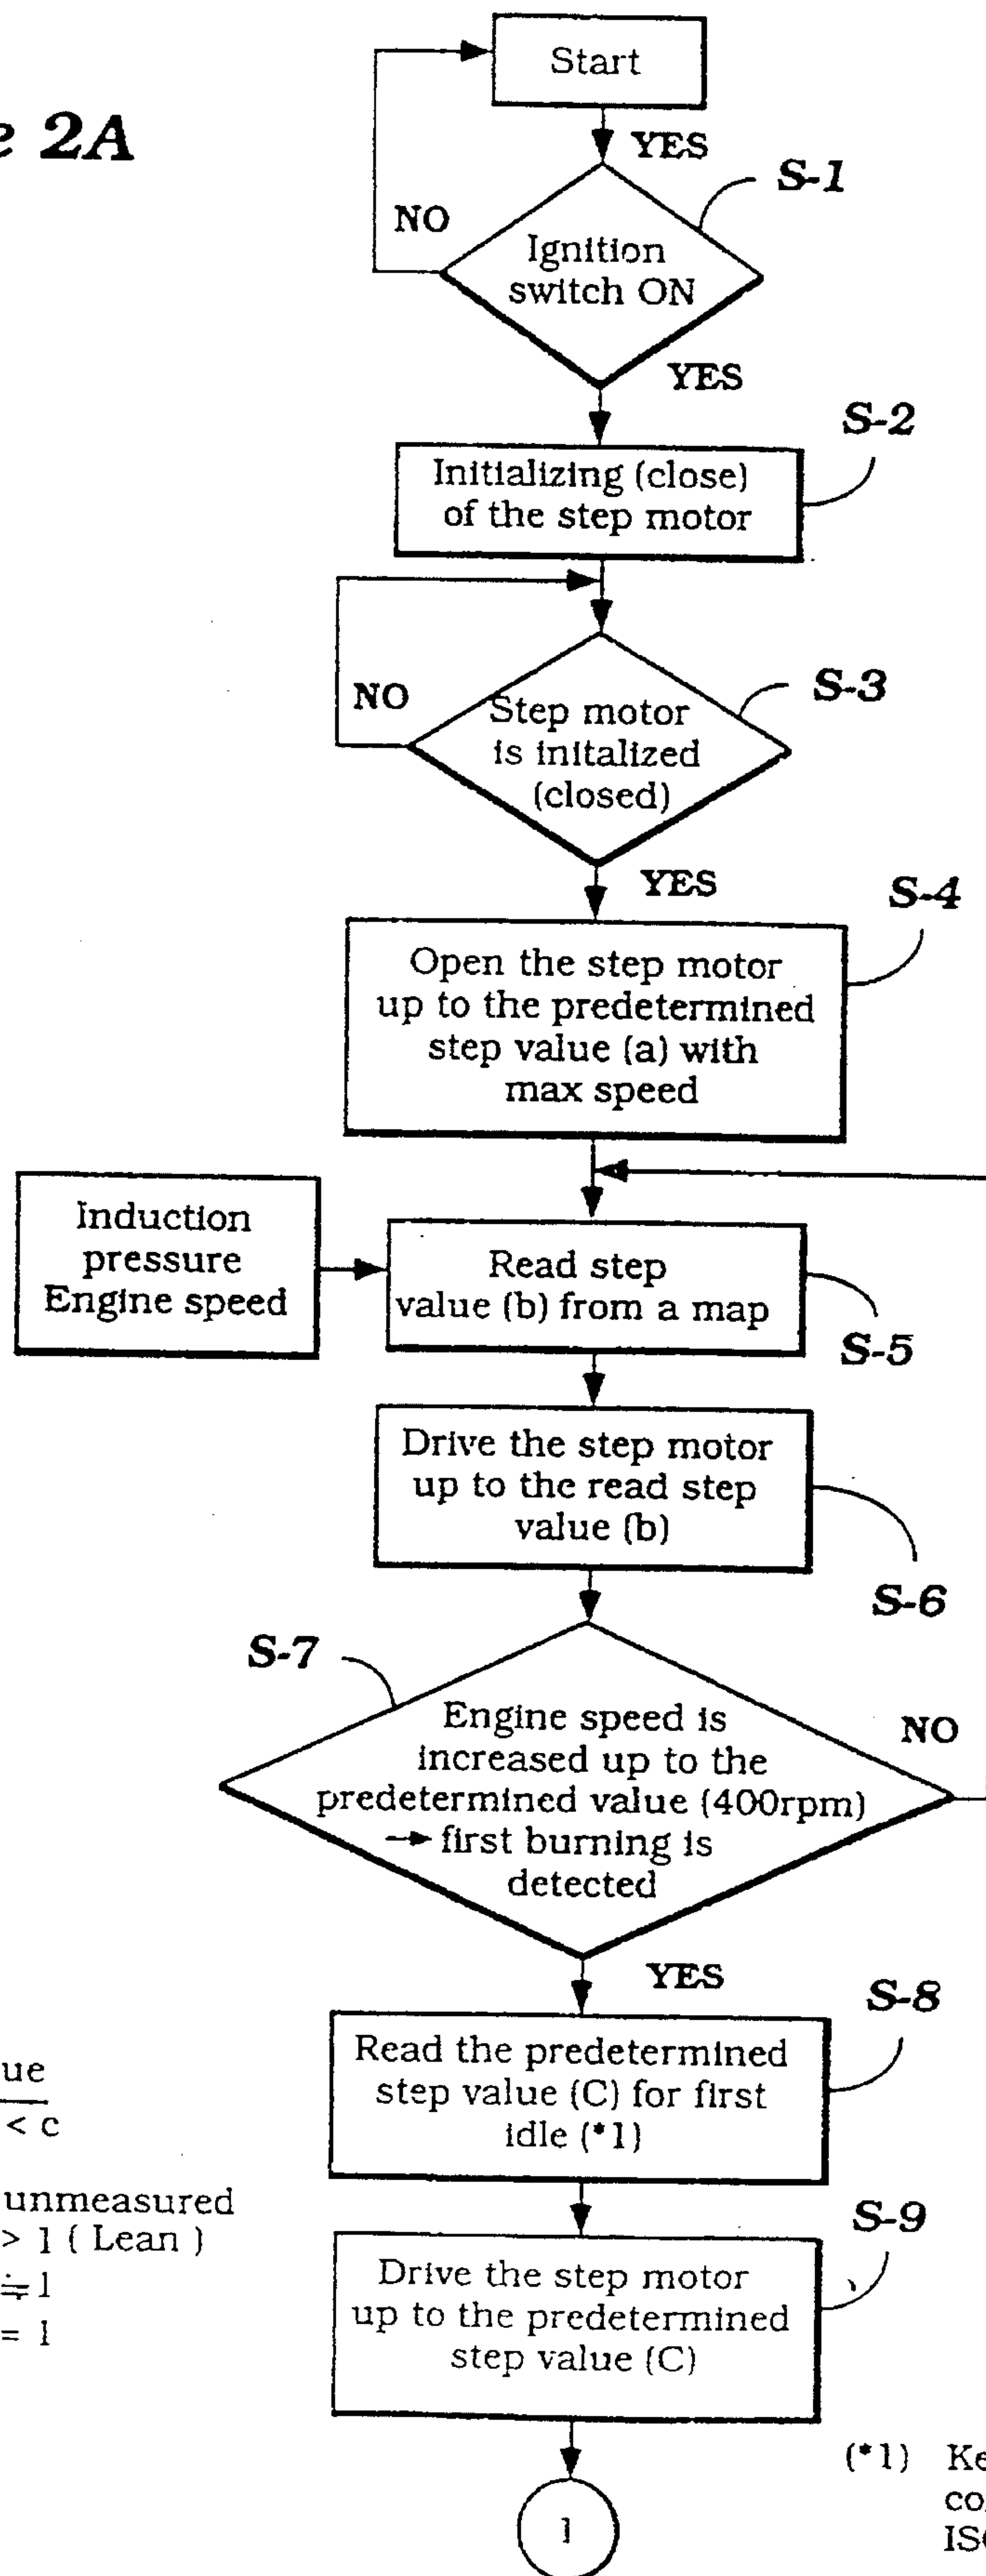 e 2A
Start
YES
S-1
NO
Ignition
switch ON
YES
S-2
Initializing (close)
of the step motor
S-3
NO
Step motor
is initalized
(closed)
YES
S-4
Open the step motor
up to the predetermined
step value (a) with
max speed
Induction
pressure
Engine speed
Read step
value (b) from a map
S-5
Drive the step motor
up to the read step
value (b)
S-6
S-7
Engine speed is
increased up to the
predetermined value (400rpm)
→ first burning is
detected
NO
YES
S-8
Read the predetermined
step value (C) for first
idle (*1)
ue
< c
unmeasured
> 1 ( Lean )
≒ 1
= 1
S-9
Drive the step motor
up to the predetermined
step value (C)
(*1) Ke
co
IS
1